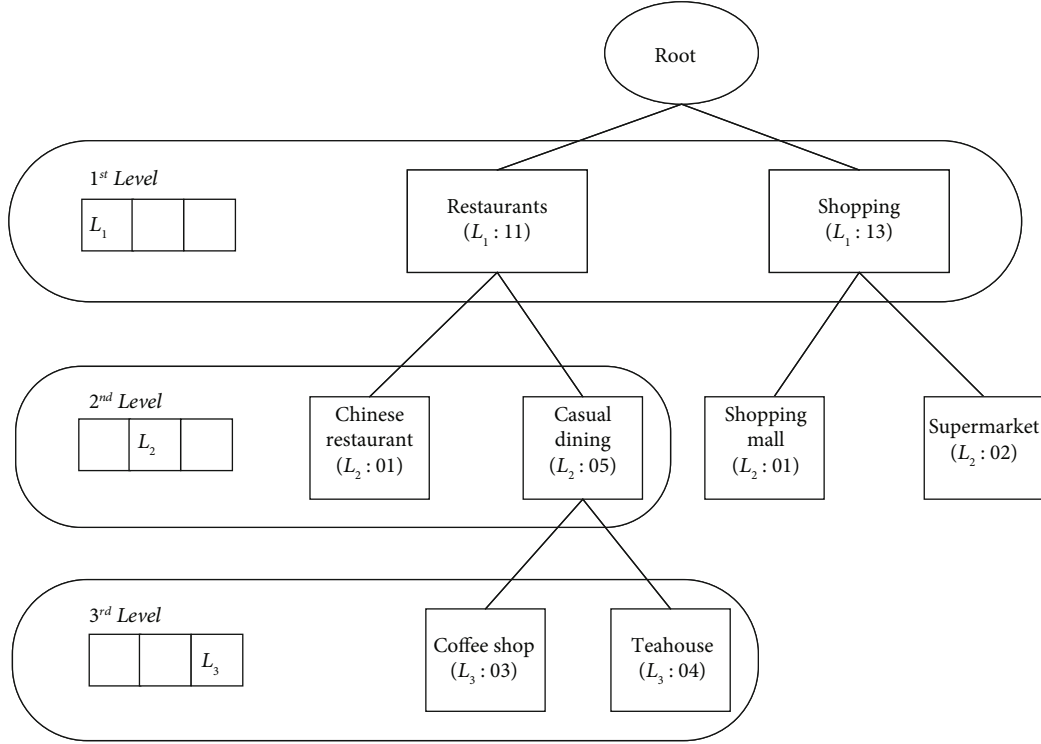 Root
1st Level
L1
Restaurants
(L1 : 11)
Shopping
(L1 : 13)
2nd Level
L2
Chinese
restaurant
(L2 : 01)
Casual
dining
(L2 : 05)
Shopping
mall
(L2 : 01)
Supermarket
(L2 : 02)
3rd Level
L3
Coffee shop
(L3 : 03)
Teahouse
(L3 : 04)